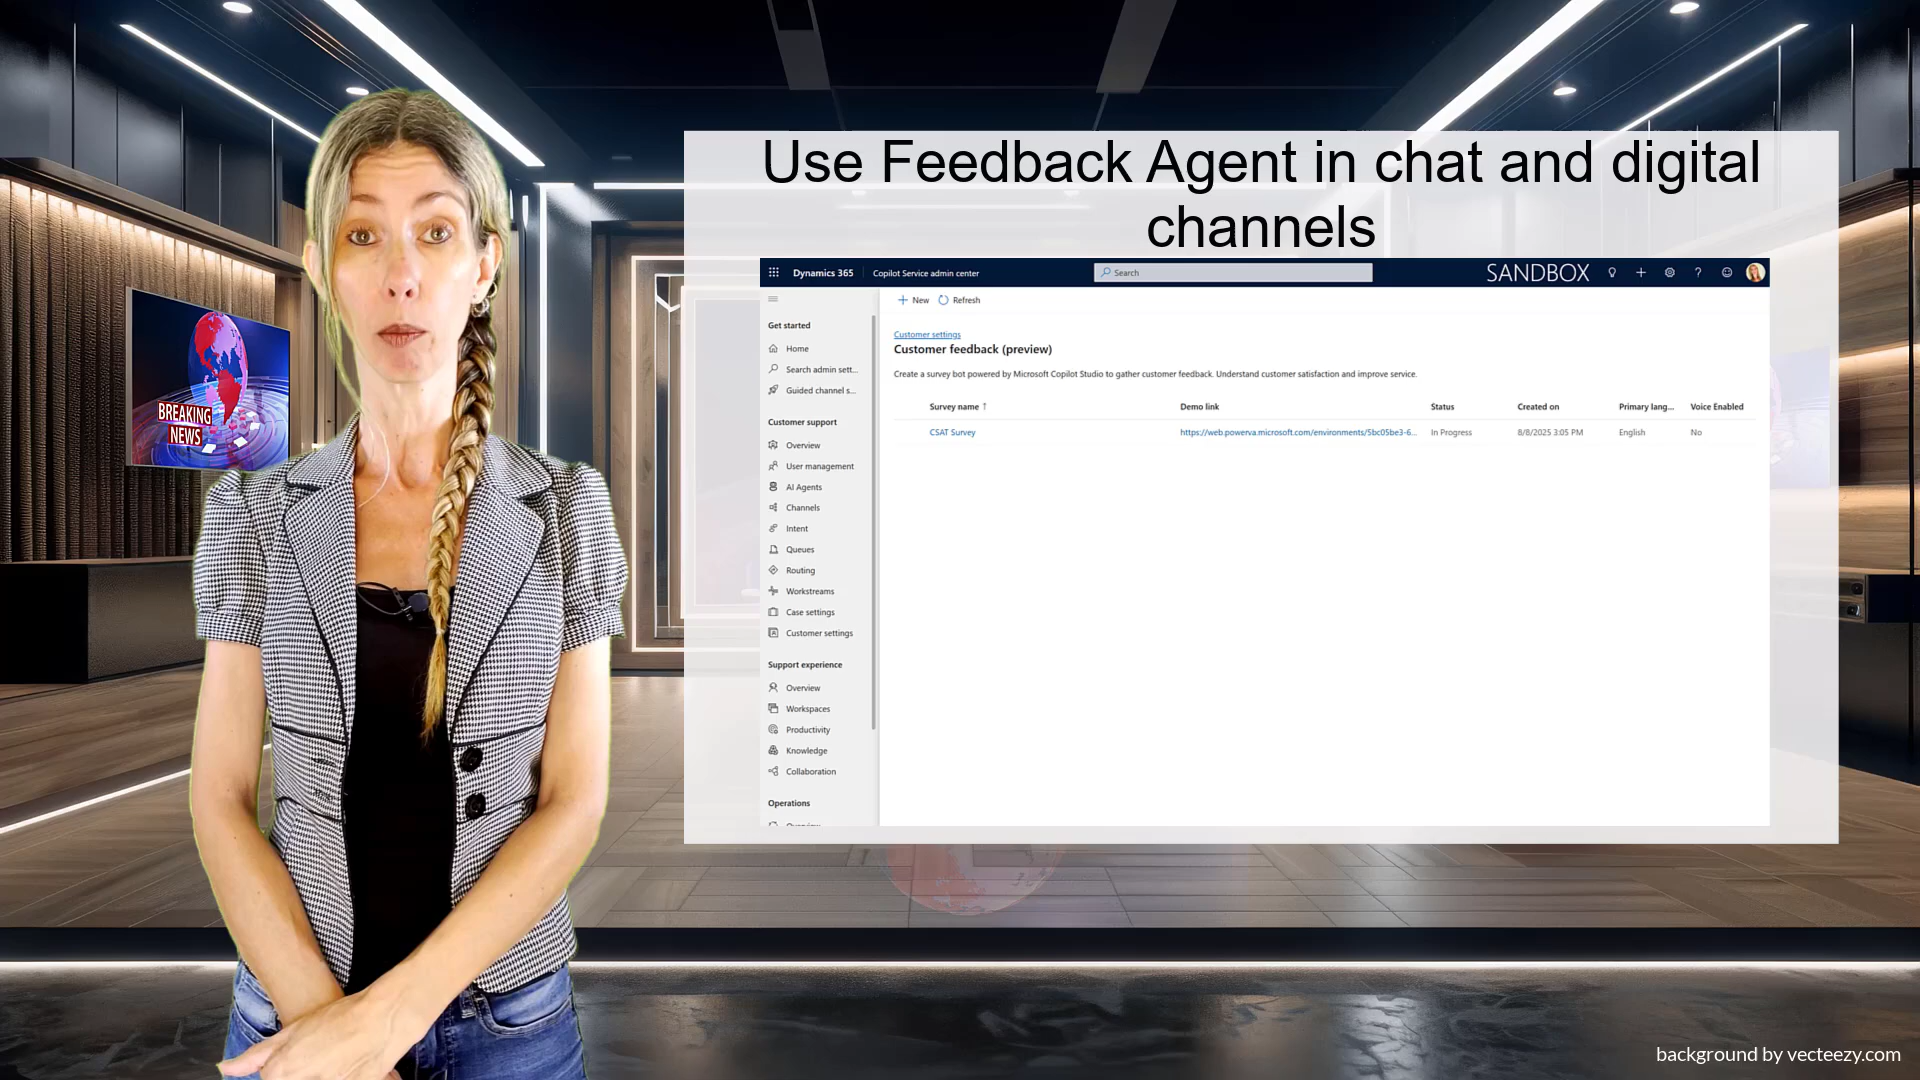 Use Feedback Agent in chat and digital
channels
Dynamics 365
Copilot Service admin center
Search
SANDBOX
New
Refresh
Get started
Home
Search admin sett...
Guided channel s...
Customer support
Overview
User management
AI Agents
Channels
Intent
Queues
Routing
Workstreams
Case settings
Customer settings
Support experience
Overview
Workspaces
Productivity
Knowledge
Collaboration
Operations
Customer settings
Customer feedback (preview)
Create a survey bot powered by Microsoft Copilot Studio to gather customer feedback. Understand customer satisfaction and improve service.
Survey name ↑ Demo link Status Created on Primary lang... Voice Enabled
CSAT Survey https://web.powerva.microsoft.com/environments/5bc05be3-6... In Progress 8/8/2025 3:05 PM English No
BREAKING
NEWS
background by vecteezy.com